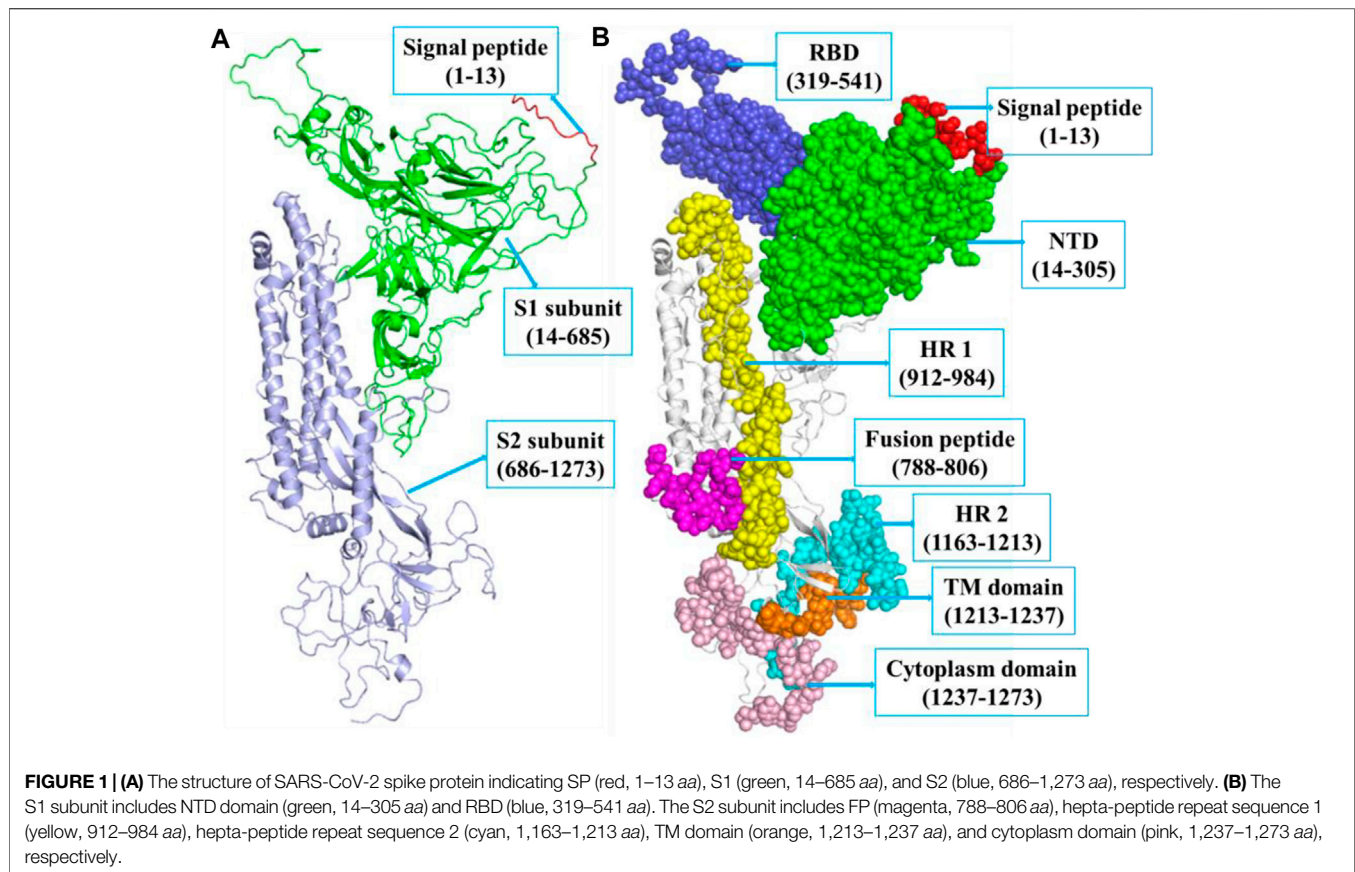 A
Signal peptide
(1-13)
S1 subunit
(14-685)
S2 subunit
(686-1273)
B
RBD
(319-541)
Signal peptide
(1-13)
NTD
(14-305)
HR 1
(912-984)
Fusion peptide
(788-806)
HR 2
(1163-1213)
TM domain
(1213-1237)
Cytoplasm domain
(1237-1273)
FIGURE 1 | (A) The structure of SARS-CoV-2 spike protein indicating SP (red, 1–13 aa), S1 (green, 14–685 aa), and S2 (blue, 686–1,273 aa), respectively. (B) The
S1 subunit includes NTD domain (green, 14–305 aa) and RBD (blue, 319–541 aa). The S2 subunit includes FP (magenta, 788–806 aa), hepta-peptide repeat sequence 1
(yellow, 912–984 aa), hepta-peptide repeat sequence 2 (cyan, 1,163–1,213 aa), TM domain (orange, 1,213–1,237 aa), and cytoplasm domain (pink, 1,237–1,273 aa),
respectively.